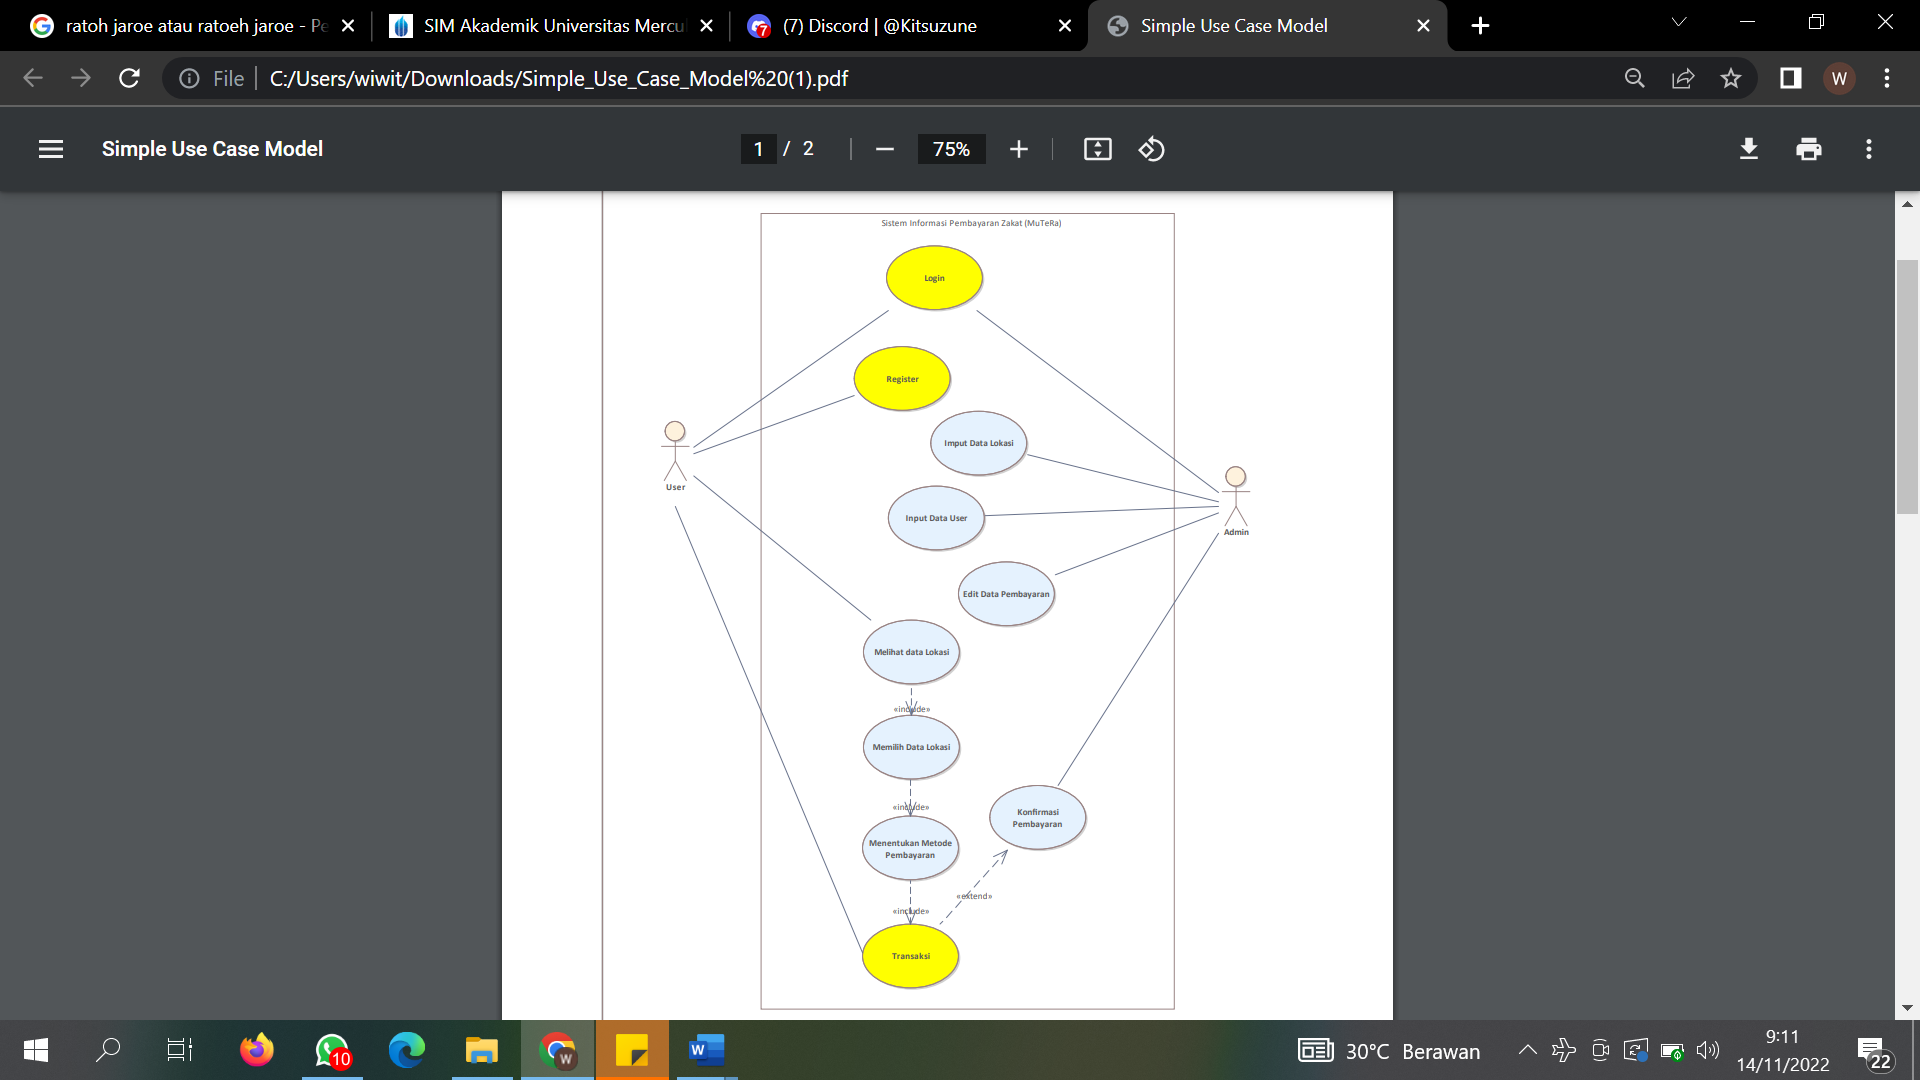 ratoh jaroe atau ratoeh jaroe - Pe
SIM Akademik Universitas Mercu
(7) Discord | @Kitsuzune
Simple Use Case Model
File
C:/Users/wiwit/Downloads/Simple_Use_Case_Model%20(1).pdf
W
Simple Use Case Model
1 / 2
75%
Sistem Informasi Pembayaran Zakat (MuTeRa)
Login
Register
Imput Data Lokasi
User
Input Data User
Admin
Edit Data Pembayaran
Melihat data Lokasi
«include»
Memilih Data Lokasi
«include»
Konfirmasi
Pembayaran
Menentukan Metode
Pembayaran
«extend»
«include»
Transaksi
10
W
W
30°C Berawan
9:11
14/11/2022
22